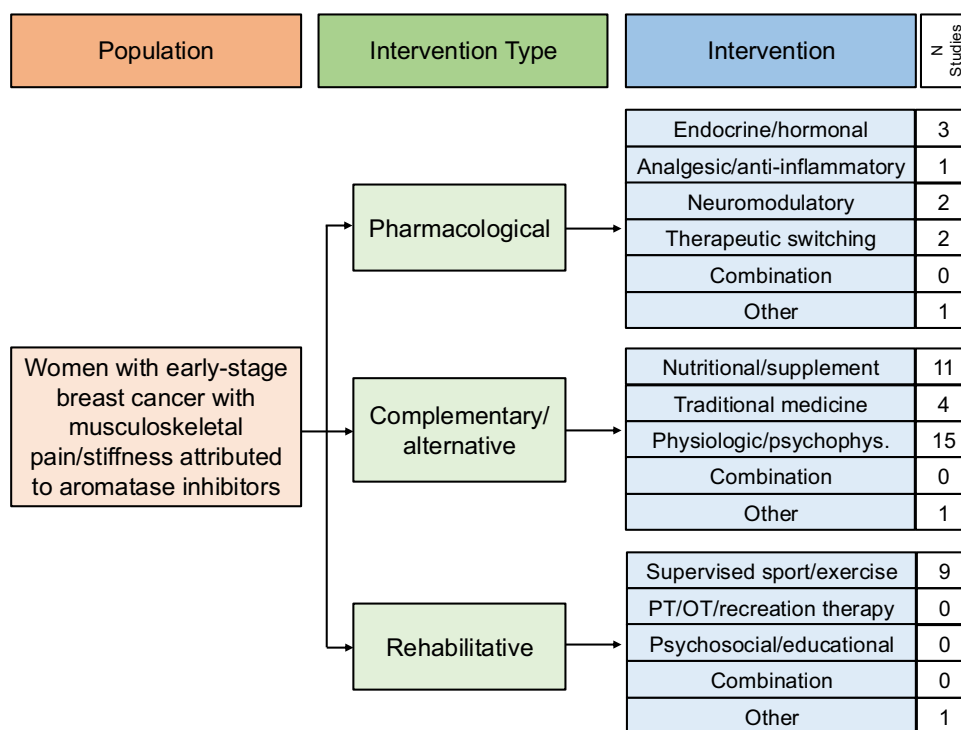 Population
Intervention Type
Intervention
N
Studies
Women with early-stage
breast cancer with
musculoskeletal
pain/stiffness attributed
to aromatase inhibitors
Pharmacological
Endocrine/hormonal 3
Analgesic/anti-inflammatory 1
Neuromodulatory 2
Therapeutic switching 2
Combination 0
Other 1
Complementary/
alternative
Nutritional/supplement 11
Traditional medicine 4
Physiologic/psychophys. 15
Combination 0
Other 1
Rehabilitative
Supervised sport/exercise 9
PT/OT/recreation therapy 0
Psychosocial/educational 0
Combination 0
Other 1